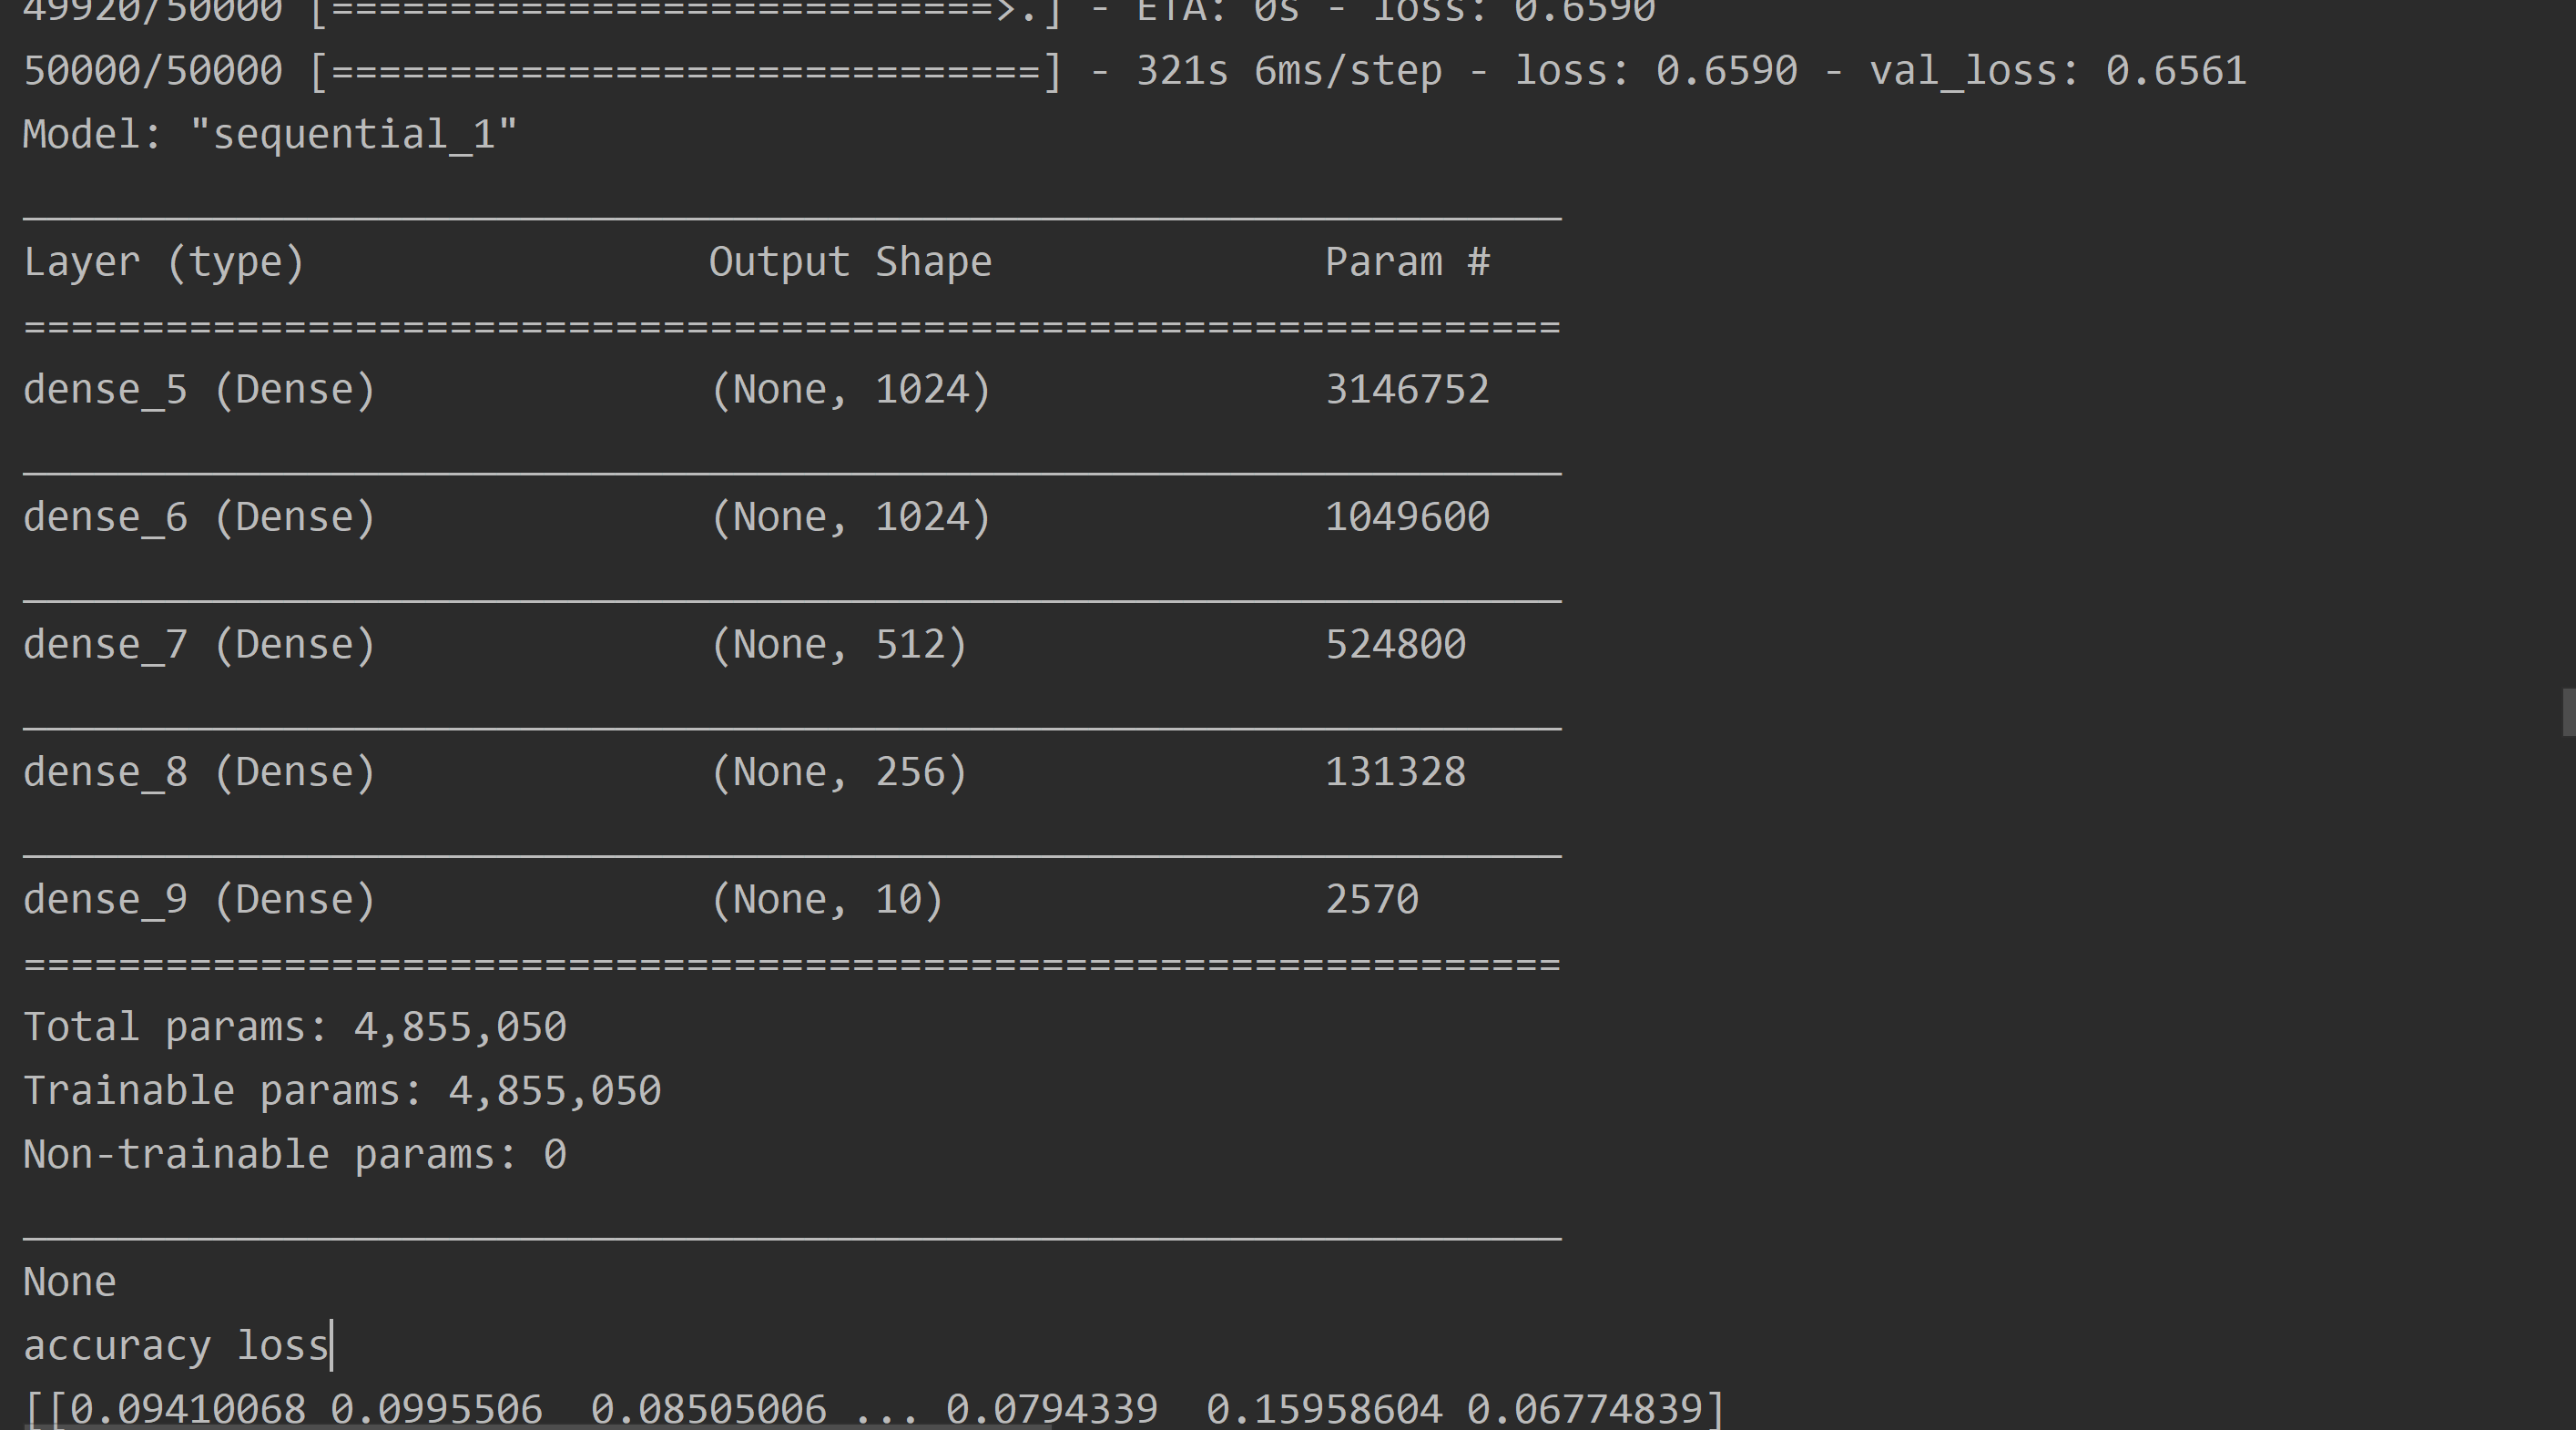 49920/50000 [============================>.] - ETA: 0s - loss: 0.6590
50000/50000 [==============================] - 321s 6ms/step - loss: 0.6590 - val_loss: 0.6561
Model: "sequential_1"
_________________________________________________________________
Layer (type)                 Output Shape              Param #
=================================================================
dense_5 (Dense)              (None, 1024)              3146752
_________________________________________________________________
dense_6 (Dense)              (None, 1024)              1049600
_________________________________________________________________
dense_7 (Dense)              (None, 512)               524800
_________________________________________________________________
dense_8 (Dense)              (None, 256)               131328
_________________________________________________________________
dense_9 (Dense)              (None, 10)                2570
=================================================================
Total params: 4,855,050
Trainable params: 4,855,050
Non-trainable params: 0
_________________________________________________________________
None
accuracy loss
[[0.09410068 0.0995506  0.08505006 ... 0.0794339  0.15958604 0.06774839]